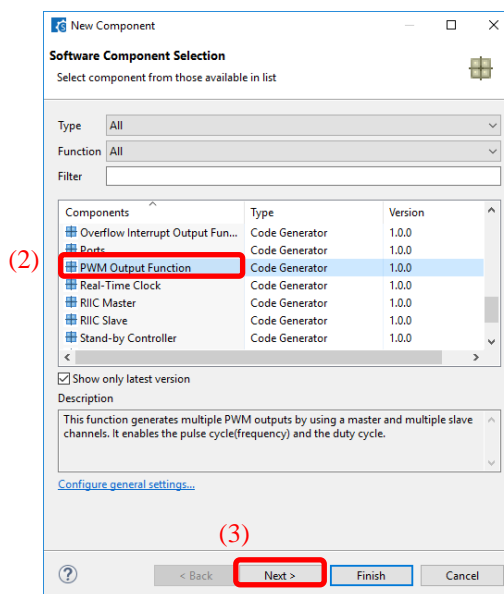 New Component
Software Component Selection
Select component from those available in list
Type All
Function All
Filter
Components Type Version
Overflow Interrupt Output Fun... Code Generator 1.0.0
Ports Code Generator 1.0.0
(2) PWM Output Function Code Generator 1.0.0
Real-Time Clock Code Generator 1.0.0
RIIC Master Code Generator 1.0.0
RIIC Slave Code Generator 1.0.0
Stand-by Controller Code Generator 1.0.0
Show only latest version
Description
This function generates multiple PWM outputs by using a master and multiple slave
channels. It enables the pulse cycle(frequency) and the duty cycle.
Configure general settings...
(3)
? < Back Next > Finish Cancel